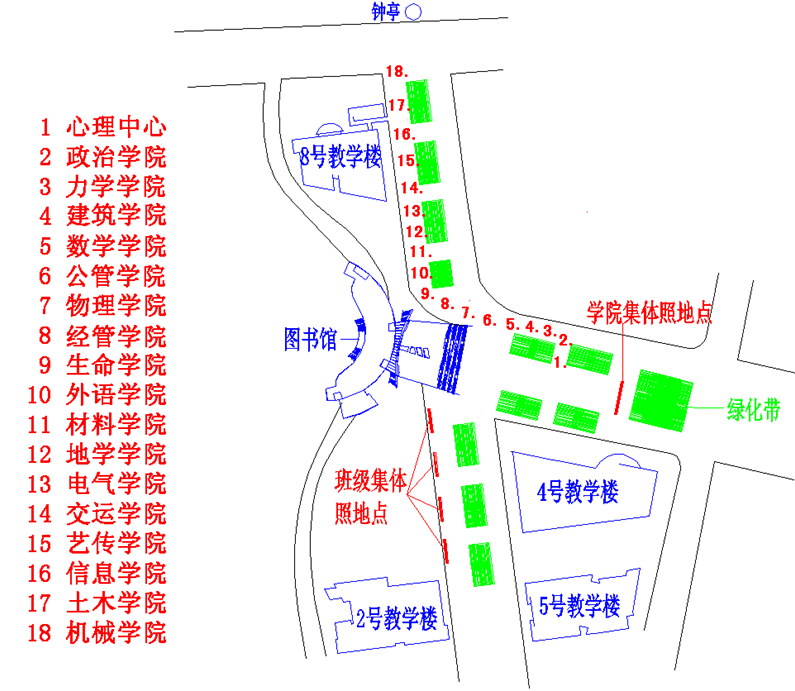 钟亭
18.
17.
8号教学楼
16.
15.
14.
13.
12.
11.
10.
9.
8.
7.
6.
5.
4.
3.
2.
1.
1 心理中心
2 政治学院
3 力学学院
4 建筑学院
5 数学学院
6 公管学院
7 物理学院
8 经管学院
9 生命学院
10 外语学院
11 材料学院
12 地学学院
13 电气学院
14 交运学院
15 艺传学院
16 信息学院
17 土木学院
18 机械学院
图书馆
学院集体照地点
绿化带
班级集体
照地点
4号教学楼
2号教学楼
5号教学楼